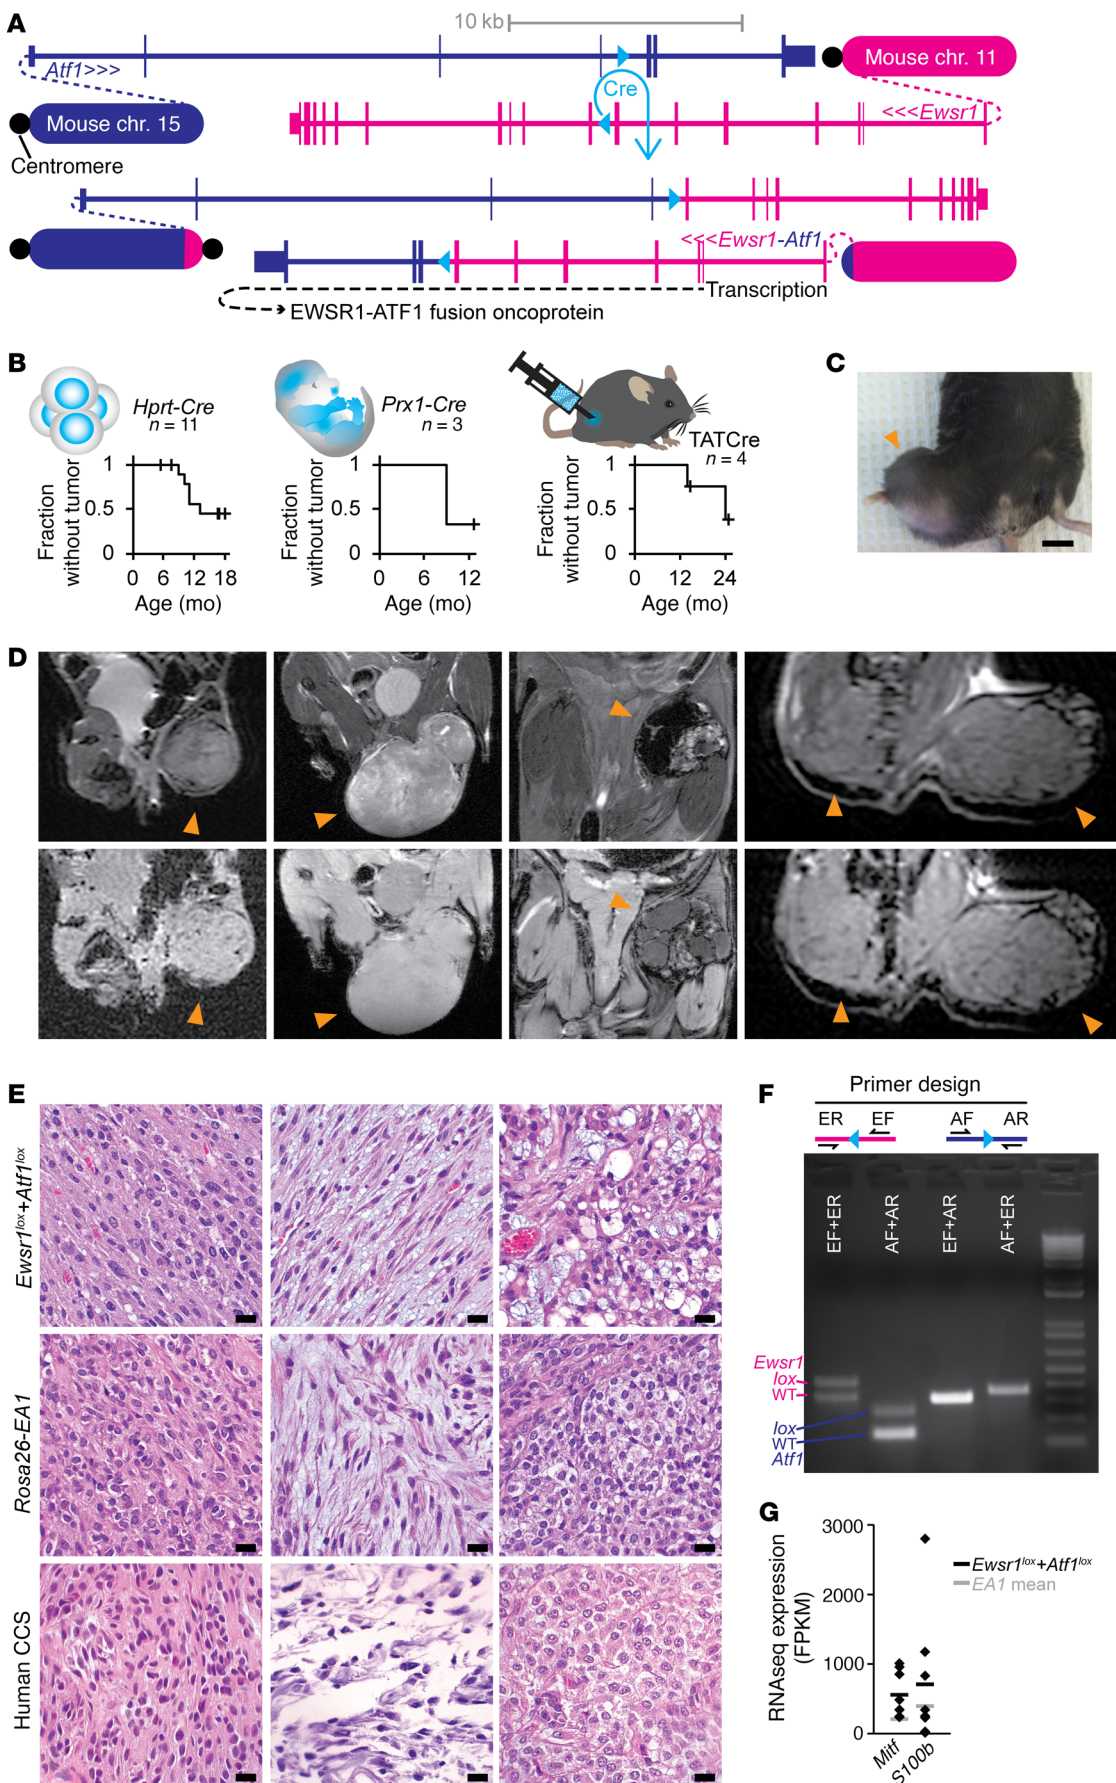 A
10 kb
Atf1>>>
Mouse chr. 11
Cre
Mouse chr. 15
<<<Ewsr1
Centromere
<<<Ewsr1-Atf1
Transcription
EWSR1-ATF1 fusion oncoprotein
B
Hprt-Cre
n = 11
Prx1-Cre
n = 3
TATCre
n = 4
Fraction
without tumor
1
0.5
0
0 6 12 18
Age (mo)
Fraction
without tumor
1
0.5
0
0 6 12
Age (mo)
Fraction
without tumor
1
0.5
0
0 12 24
Age (mo)
C
D
E
Ewsr1lox+Atf1lox
Rosa26-EA1
Human CCS
F
Primer design
ER EF AF AR
EF+ER
AF+AR
EF+AR
AF+ER
Ewsr1
lox
WT
lox
WT
Atf1
G
RNAseq expression
(FPKM)
3000
2000
1000
0
Mitf
S100b
Ewsr1lox+Atf1lox
EA1 mean